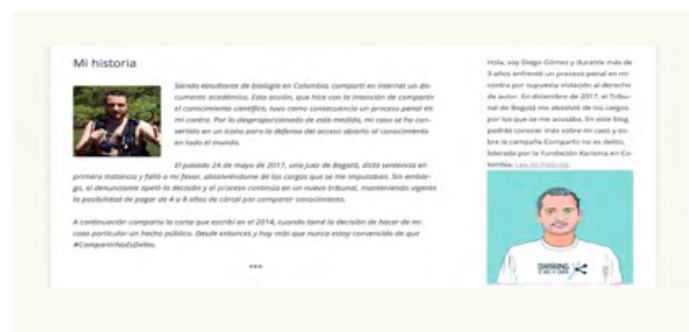 Mi historia
Siendo estudiante de biología en Colombia, compartí en internet un do-
cumento académico. Esta acción, que hice con la intención de compartir
el conocimiento científico, tuvo como consecuencia un proceso penal en
mi contra. Por lo desproporcionado de esta medida, mi caso se ha con-
vertido en un ícono para la defensa del acceso abierto al conocimiento
en todo el mundo.
El pasado 24 de mayo de 2017, una juez de Bogotá, dictó sentencia en
primera instancia y falló a mi favor, absolviéndome de los cargos que se me imputaban. Sin embar-
go, el denunciante apeló la decisión y el proceso continúa en un nuevo tribunal, manteniendo vigente
la posibilidad de pagar de 4 a 8 años de cárcel por compartir conocimiento.
A continuación comparto la carta que escribí en el 2014, cuando tomé la decisión de hacer de mi
caso particular un hecho público. Desde entonces y hoy más que nunca estoy convencido de que
#CompartirNoEsDelito.
***
Hola, soy Diego Gómez y durante más de
3 años enfrenté un proceso penal en mi
contra por supuesta violación al derecho
de autor. En diciembre de 2017, el Tribu-
nal de Bogotá me absolvió de los cargos
por los que se me acusaba. En este blog
podrás conocer más sobre mi caso y so-
bre la campaña Compartir no es delito,
liderada por la Fundación Karisma en Co-
lombia. Lee mi historia.
SHARING
IS NOT A CRIME